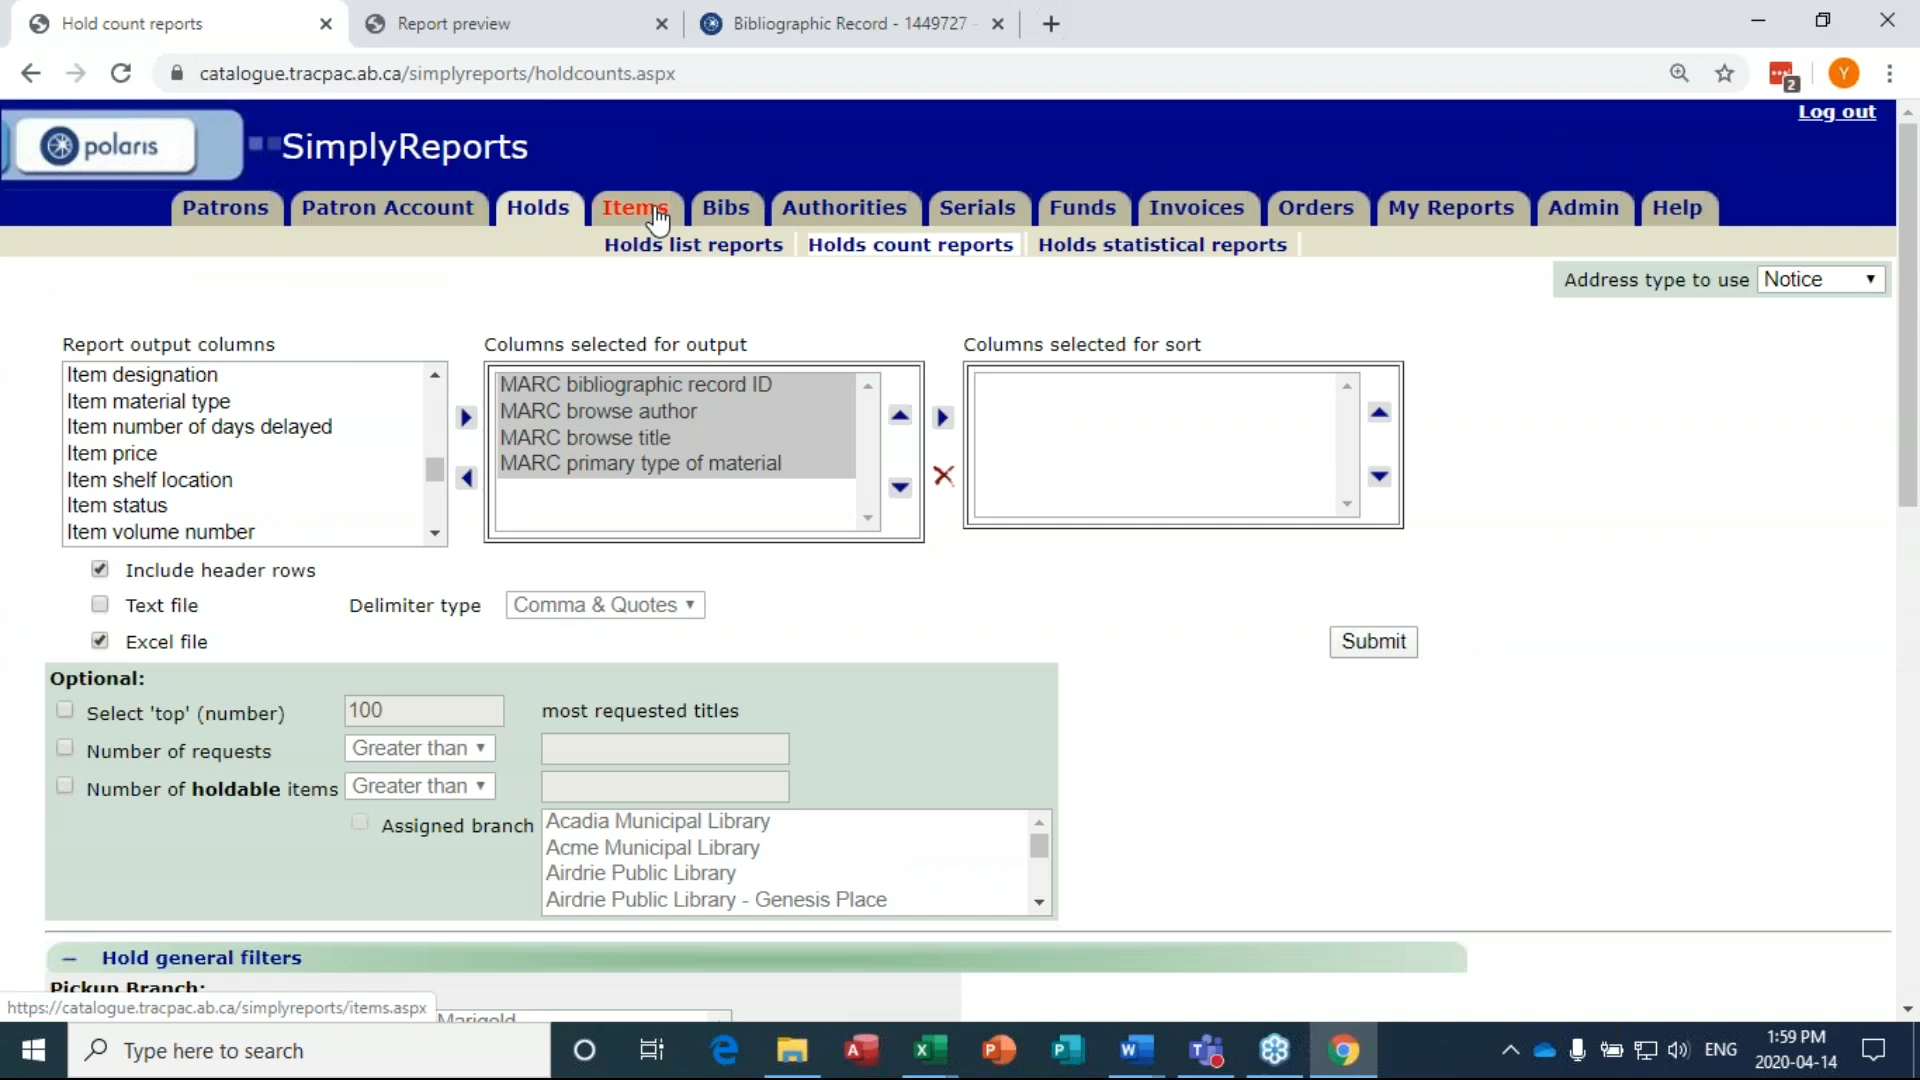 Hold count reports
Report preview
Bibliographic Record - 1449727 -
catalogue.tracpac.ab.ca/simplyreports/holdcounts.aspx
2
Y
Log out
polaris
SimplyReports
Patrons
Patron Account
Holds
Items
Bibs
Authorities
Serials
Funds
Invoices
Orders
My Reports
Admin
Help
Holds list reports
Holds count reports
Holds statistical reports
Address type to use
Notice
Report output columns
Columns selected for output
Columns selected for sort
Item designation
Item material type
Item number of days delayed
Item price
Item shelf location
Item status
Item volume number
MARC bibliographic record ID
MARC browse author
MARC browse title
MARC primary type of material
Include header rows
Text file
Delimiter type
Comma & Quotes
Excel file
Submit
Optional:
Select 'top' (number)
100
most requested titles
Number of requests
Greater than
Number of holdable items
Greater than
Assigned branch
Acadia Municipal Library
Acme Municipal Library
Airdrie Public Library
Airdrie Public Library - Genesis Place
Hold general filters
Pickup Branch:
Marigold
https://catalogue.tracpac.ab.ca/simplyreports/items.aspx
Type here to search
ENG
1:59 PM
2020-04-14